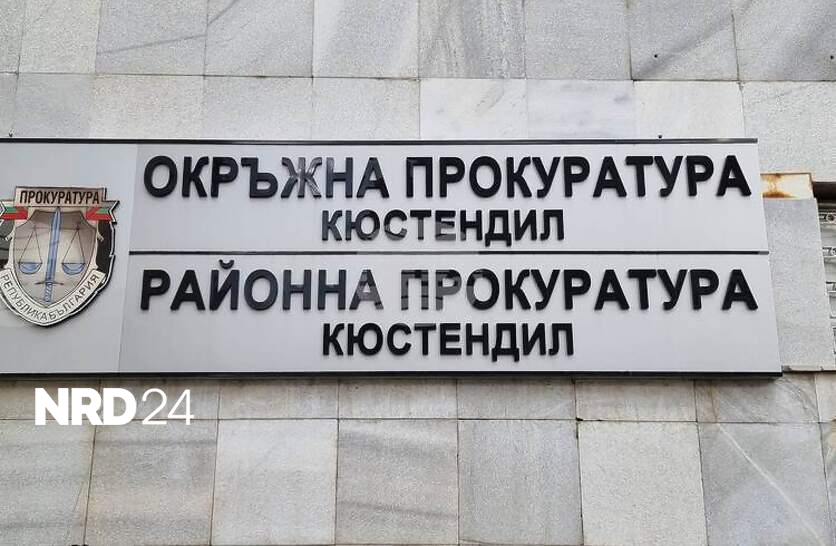 ПРОКУРАТУРА
РЕПУБЛИКА БЪЛГАРИЯ
ОКРЪЖНА ПРОКУРАТУРА
КЮСТЕНДИЛ
РАЙОННА ПРОКУРАТУРА
КЮСТЕНДИЛ
NRD24